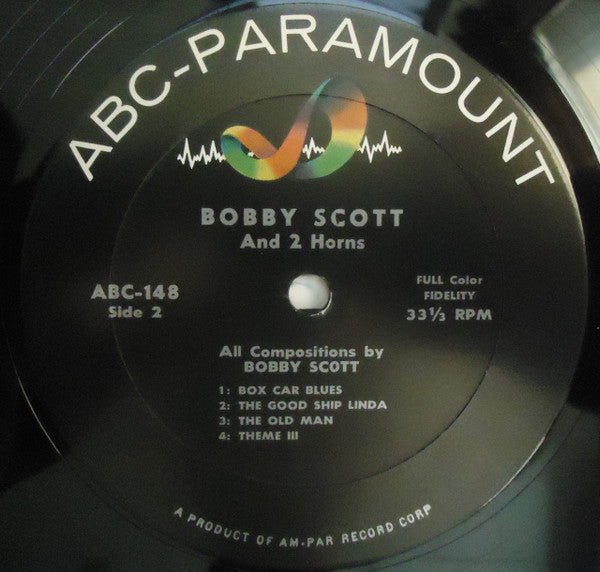 ABC-PARAMOUNT
BOBBY SCOTT
And 2 Horns
ABC-148
Side 2
FULL Color
FIDELITY
33⅓ RPM
All Compositions by
BOBBY SCOTT
1: BOX CAR BLUES
2: THE GOOD SHIP LINDA
3: THE OLD MAN
4: THEME III
A PRODUCT OF AM-PAR RECORD CORP